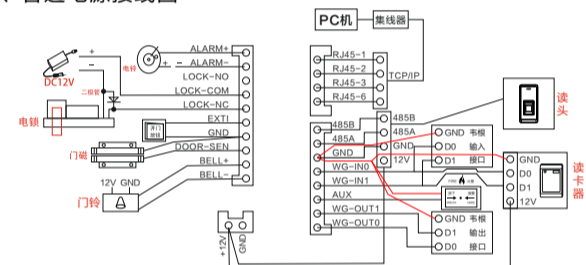 普通电源接线图
PC机
集线器
ALARM+
ALARM-
LOCK-NO
LOCK-COM
LOCK-NC
EXTI
GND
DOOR-SEN
BELL+
BELL-
+
−
电铃
+ −
DC12V
二极管
电锁
开门
按钮
门磁
12V GND
门铃
RJ45-1
RJ45-2
RJ45-3
RJ45-6
TCP/IP
485B
485A
GND
WG-IN0
WG-IN1
AUX
WG-OUT1
WG-OUT0
485B
485A
GND
12V
+12V
GND
GND 韦根
D0 输入
D1 接口
GND 韦根
D1 输出
D0 接口
读头
GND
D0
D1
12V
读卡器